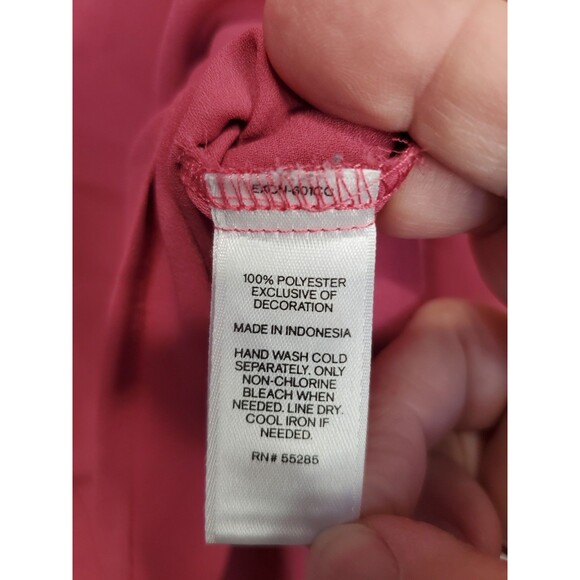 100% POLYESTER
EXCLUSIVE OF
DECORATION
MADE IN INDONESIA
HAND WASH COLD
SEPARATELY. ONLY
NON-CHLORINE
BLEACH WHEN
NEEDED. LINE DRY.
COOL IRON IF
NEEDED.
RN# 55285